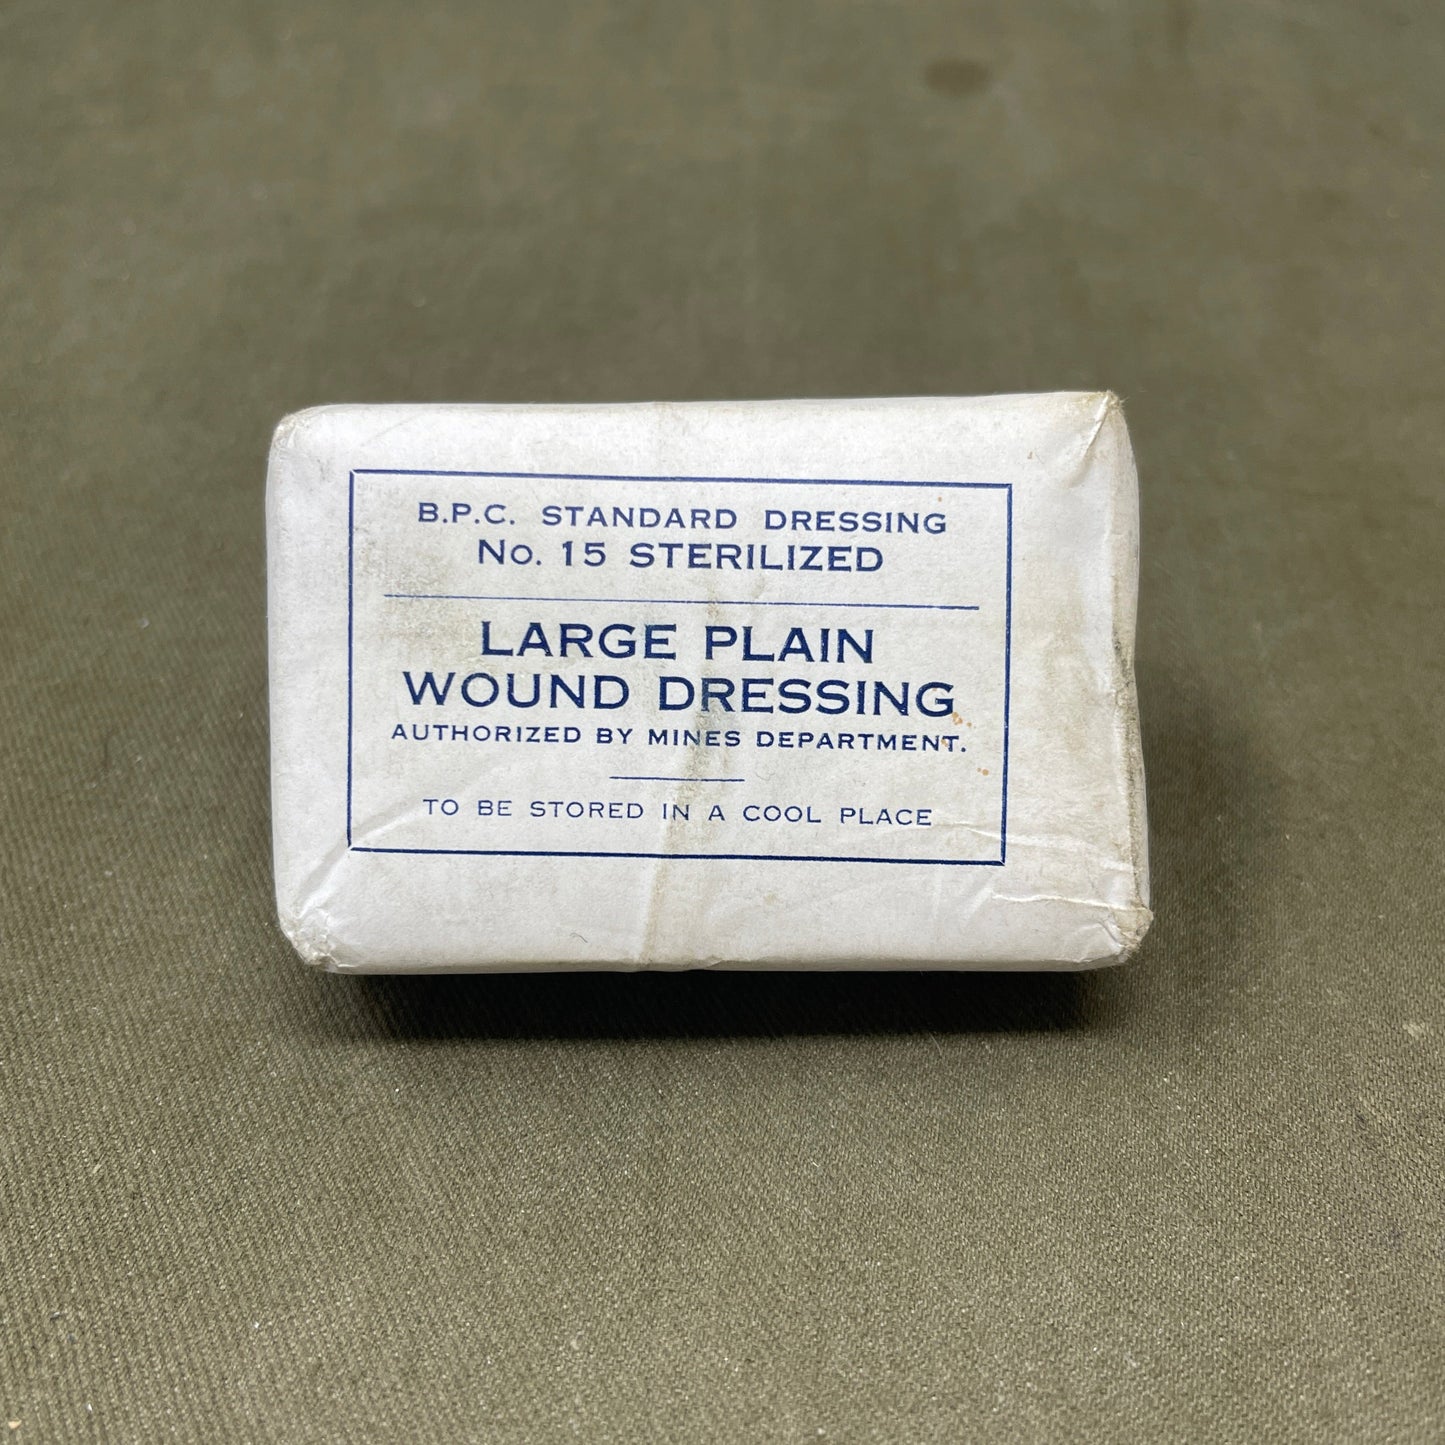 B.P.C. STANDARD DRESSING
No. 15 STERILIZED
LARGE PLAIN
WOUND DRESSING
AUTHORIZED BY MINES DEPARTMENT.
TO BE STORED IN A COOL PLACE